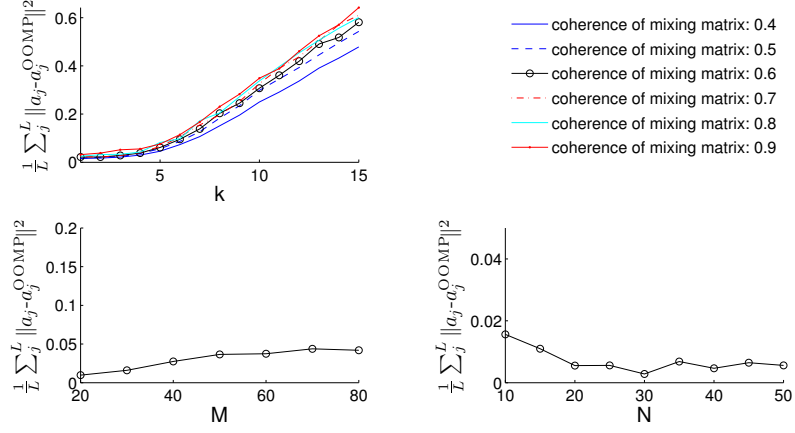 0.6
0.4
0.2
0
5
10
15
k
1/L ∑_j^L ||a_j-a_j^OOMP||²
coherence of mixing matrix: 0.4
coherence of mixing matrix: 0.5
coherence of mixing matrix: 0.6
coherence of mixing matrix: 0.7
coherence of mixing matrix: 0.8
coherence of mixing matrix: 0.9
0.2
0.15
0.1
0.05
0
20
40
60
80
M
1/L ∑_j^L ||a_j-a_j^OOMP||²
0.04
0.02
0
10
20
30
40
50
N
1/L ∑_j^L ||a_j-a_j^OOMP||²